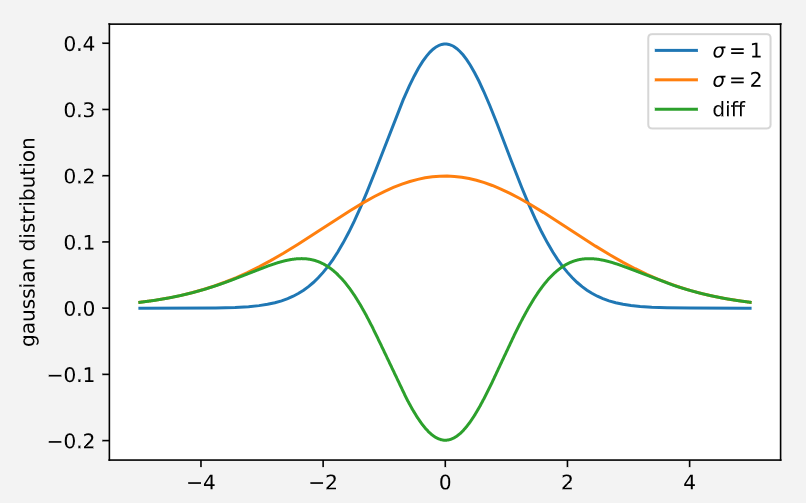 0.4
0.3
0.2
0.1
0.0
−0.1
−0.2
gaussian distribution
σ = 1
σ = 2
diff
−4 −2 0 2 4